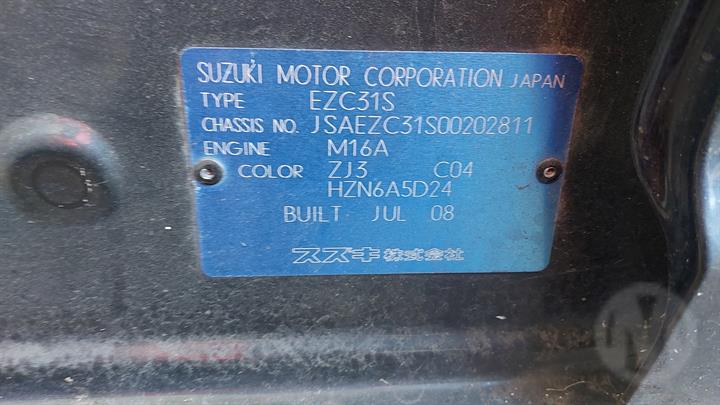 SUZUKI MOTOR CORPORATION JAPAN
TYPE EZC31S
CHASSIS NO. JSAEZC31S00202811
ENGINE M16A
COLOR ZJ3 C04
HZN6A5D24
BUILT JUL 08
スズキ株式会社